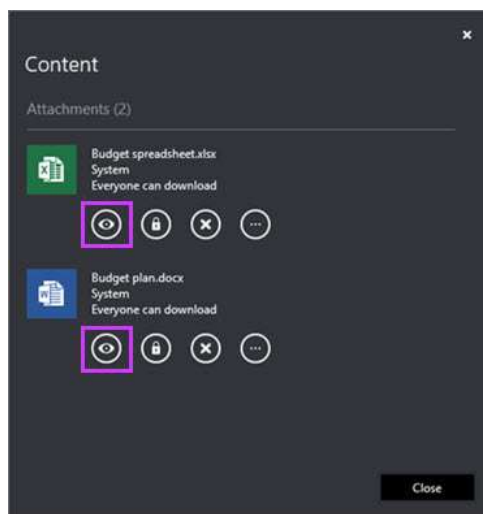 Content
Attachments (2)
Budget spreadsheet.xlsx
System
Everyone can download
Budget plan.docx
System
Everyone can download
Close